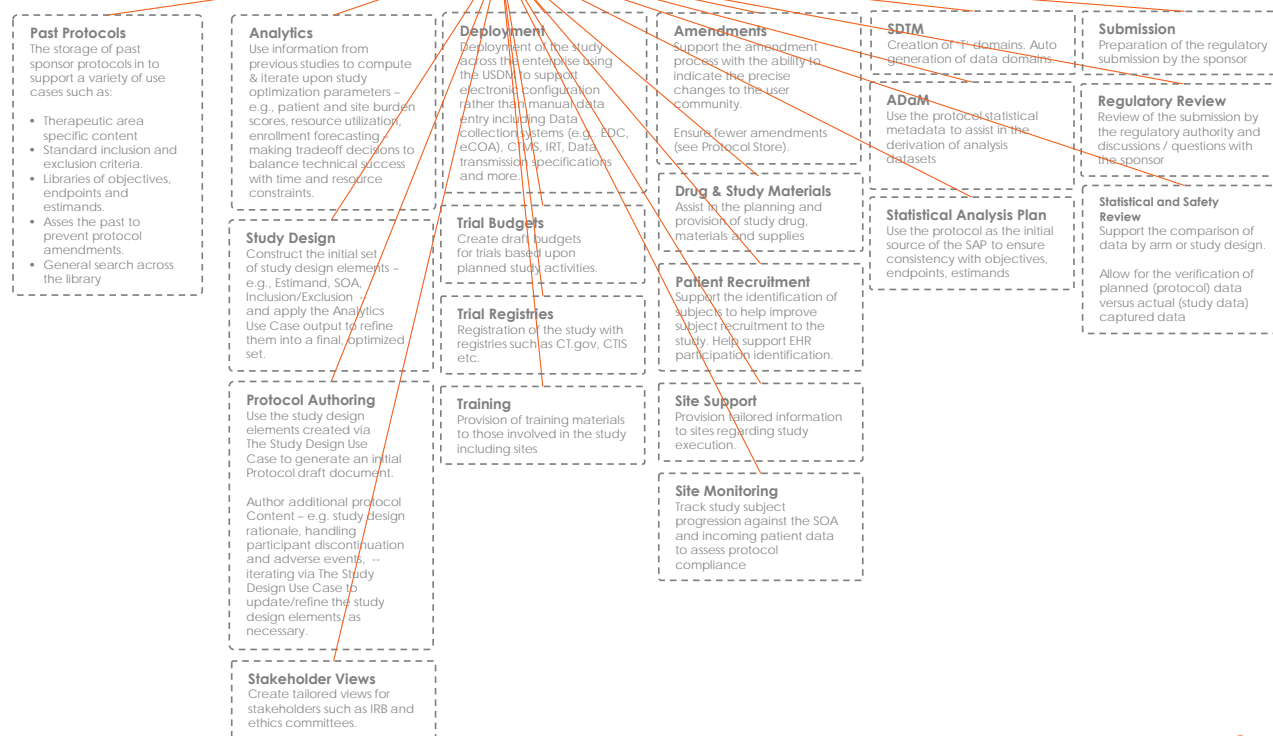 Past Protocols
The storage of past
sponsor protocols in to
support a variety of use
cases such as:
• Therapeutic area
specific content
• Standard inclusion and
exclusion criteria.
• Libraries of objectives,
endpoints and
estimands.
• Asses the past to
prevent protocol
amendments.
• General search across
the library
Analytics
Use information from
previous studies to compute
& iterate upon study
optimization parameters –
e.g., patient and site burden
scores, resource utilization,
enrollment forecasting –
making tradeoff decisions to
balance technical success
with time and resource
constraints.
Study Design
Construct the initial set
of study design elements –
e.g., Estimand, SOA,
Inclusion/Exclusion -
and apply the Analytics
Use Case output to refine
them into a final, optimized
set.
Protocol Authoring
Use the study design
elements created via
The Study Design Use
Case to generate an initial
Protocol draft document.
Author additional protocol
Content – e.g. study design
rationale, handling
participant discontinuation
and adverse events, --
iterating via The Study
Design Use Case to
update/refine the study
design elements, as
necessary.
Stakeholder Views
Create tailored views for
stakeholders such as IRB and
ethics committees.
Deployment
Deployment of the study
across the enterprise using
the USDM to support
electronic configuration
rather than manual data
entry including Data
collection systems (e.g., EDC,
eCOA), CTMS, IRT, Data
transmission specifications
and more.
Trial Budgets
Create draft budgets
for trials based upon
planned study activities.
Trial Registries
Registration of the study with
registries such as CT.gov, CTIS
etc.
Training
Provision of training materials
to those involved in the study
including sites
Amendments
Support the amendment
process with the ability to
indicate the precise
changes to the user
community.
Ensure fewer amendments
(see Protocol Store).
Drug & Study Materials
Assist in the planning and
provision of study drug,
materials and supplies
Patient Recruitment
Support the identification of
subjects to help improve
subject recruitment to the
study. Help support EHR
participation identification.
Site Support
Provision tailored information
to sites regarding study
execution.
Site Monitoring
Track study subject
progression against the SOA
and incoming patient data
to assess protocol
compliance
SDTM
Creation of 'T' domains. Auto
generation of data domains.
ADaM
Use the protocol statistical
metadata to assist in the
derivation of analysis
datasets
Statistical Analysis Plan
Use the protocol as the initial
source of the SAP to ensure
consistency with objectives,
endpoints, estimands
Submission
Preparation of the regulatory
submission by the sponsor
Regulatory Review
Review of the submission by
the regulatory authority and
discussions / questions with
the sponsor
Statistical and Safety
Review
Support the comparison of
data by arm or study design.
Allow for the verification of
planned (protocol) data
versus actual (study data)
captured data